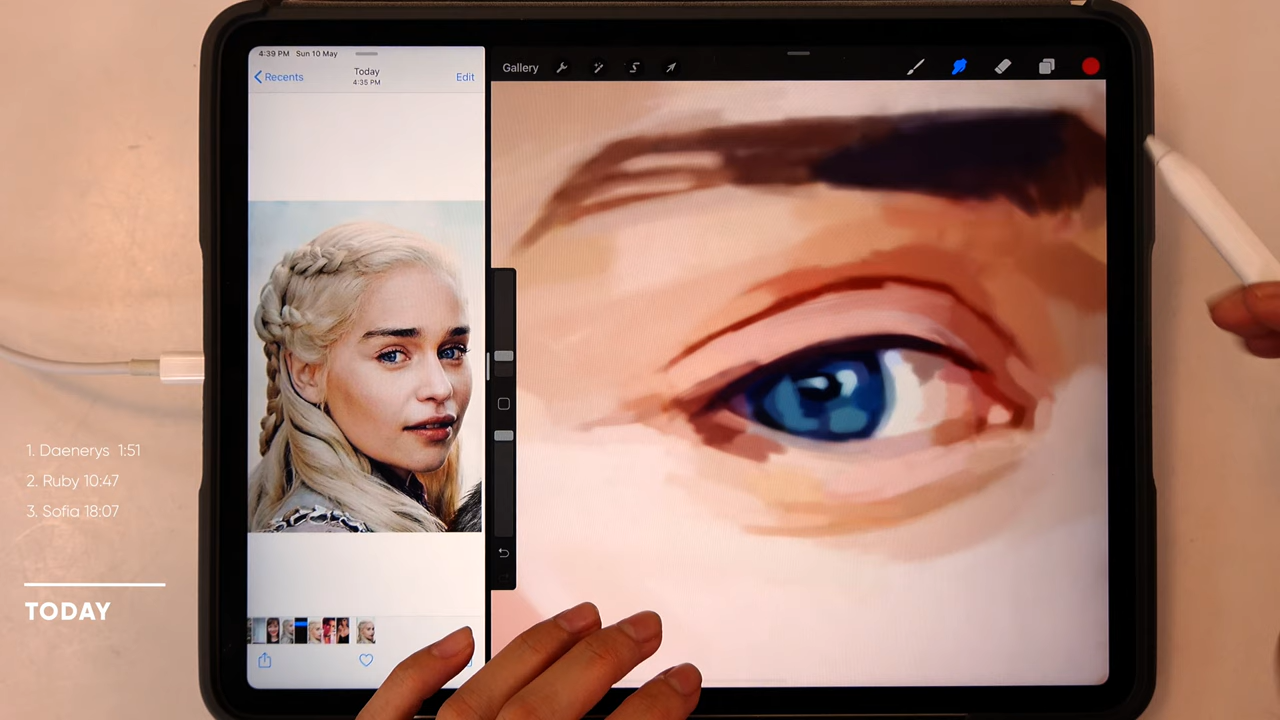 4:39 PM Sun 10 May
Recents
Today
4:35 PM
Edit
Gallery
1. Daenerys 1:51
2. Ruby 10:47
3. Sofia 18:07
TODAY